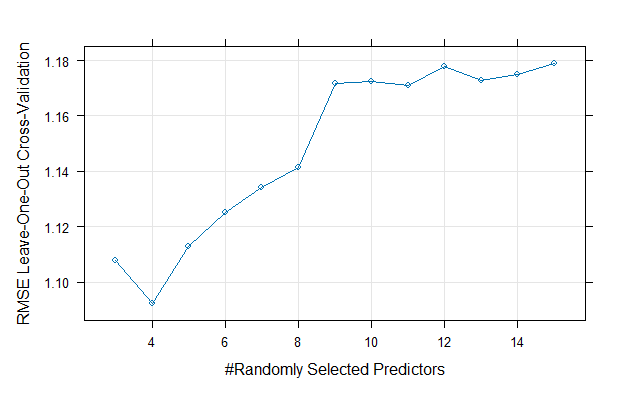 RMSE Leave-One-Out Cross-Validation
1.18
1.16
1.14
1.12
1.10
4 6 8 10 12 14
#Randomly Selected Predictors